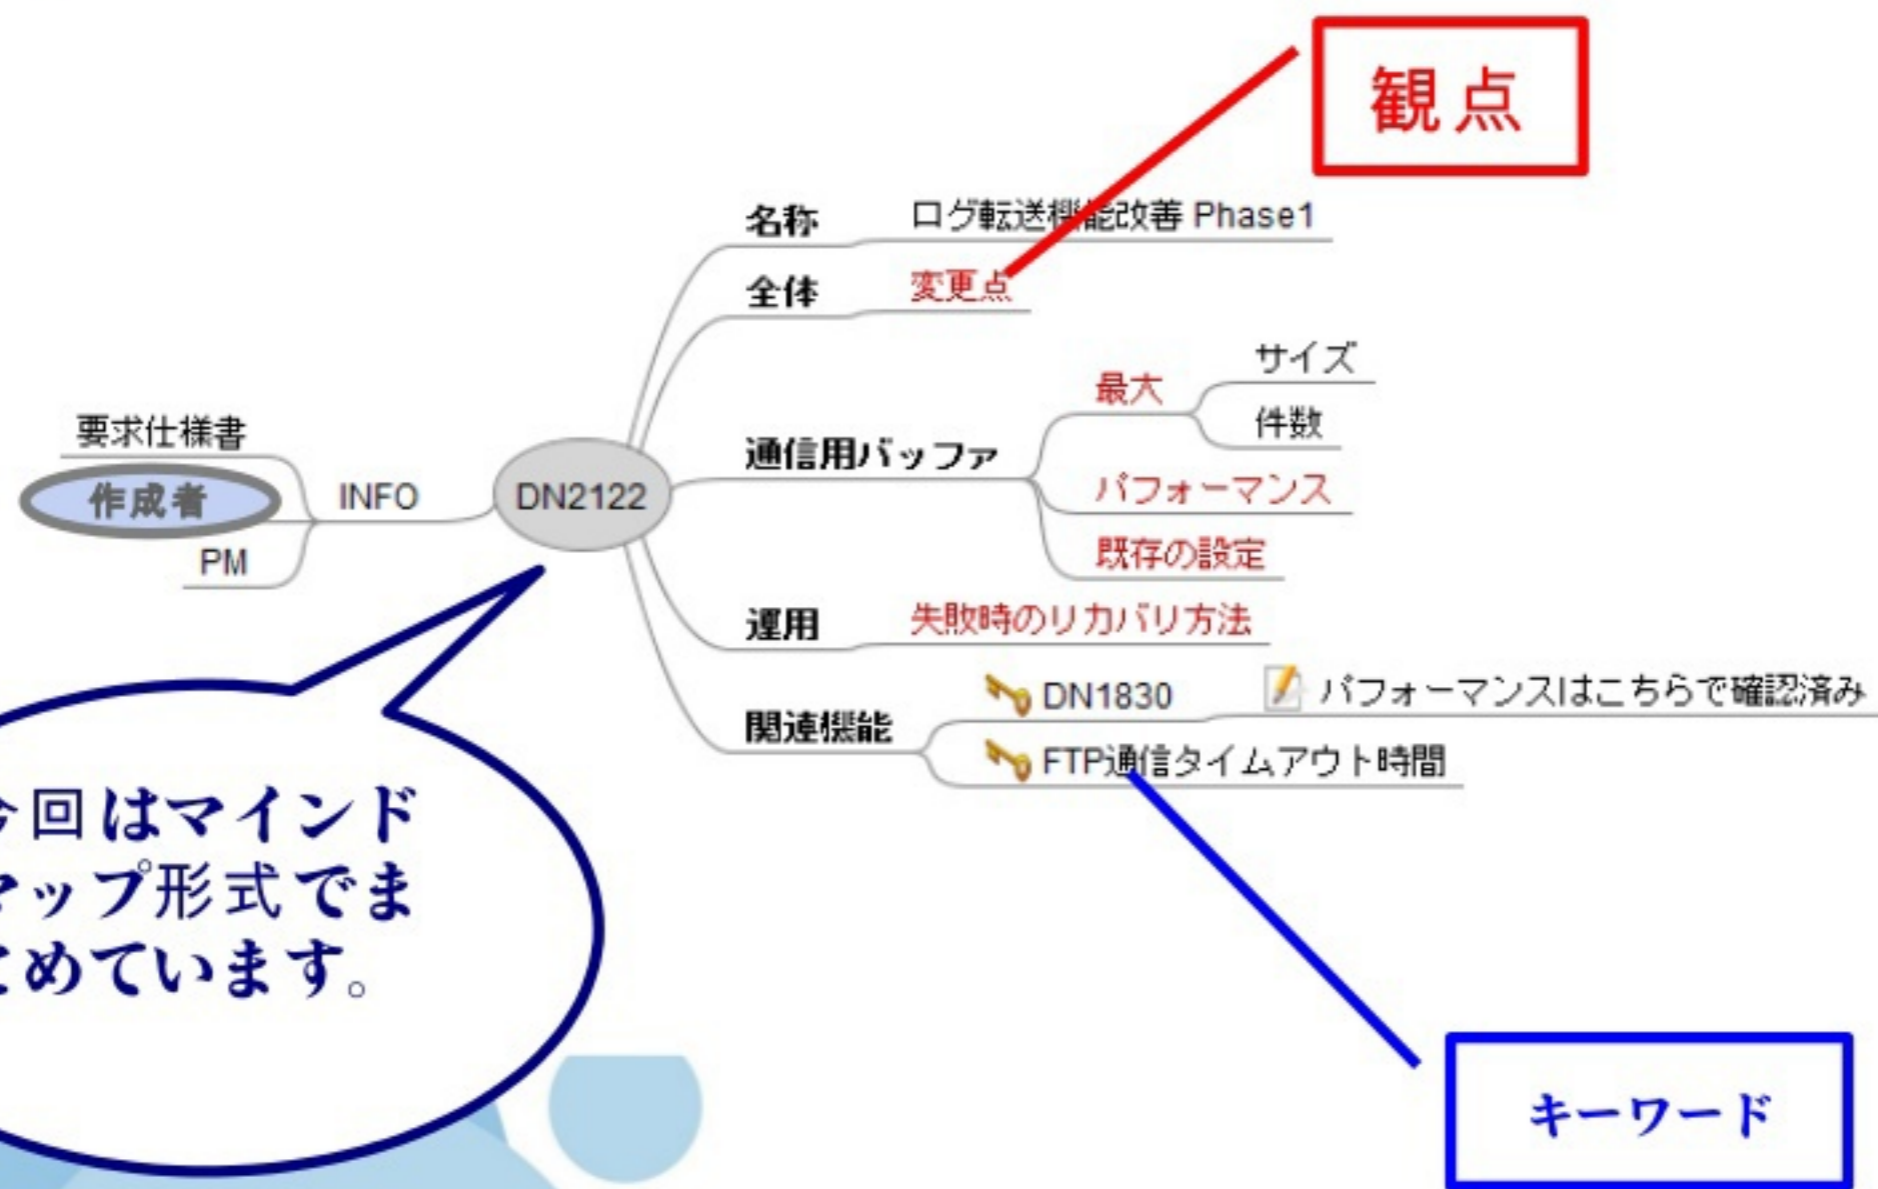 観点
名称 ログ転送機能改善 Phase1
全体 変更点
サイズ
最大
件数
通信用バッファ
パフォーマンス
既存の設定
要求仕様書
作成者
INFO
PM
DN2122
運用 失敗時のリカバリ方法
DN1830 パフォーマンスはこちらで確認済み
関連機能
FTP通信タイムアウト時間
今回はマインド
マップ形式でま
とめています。
キーワード